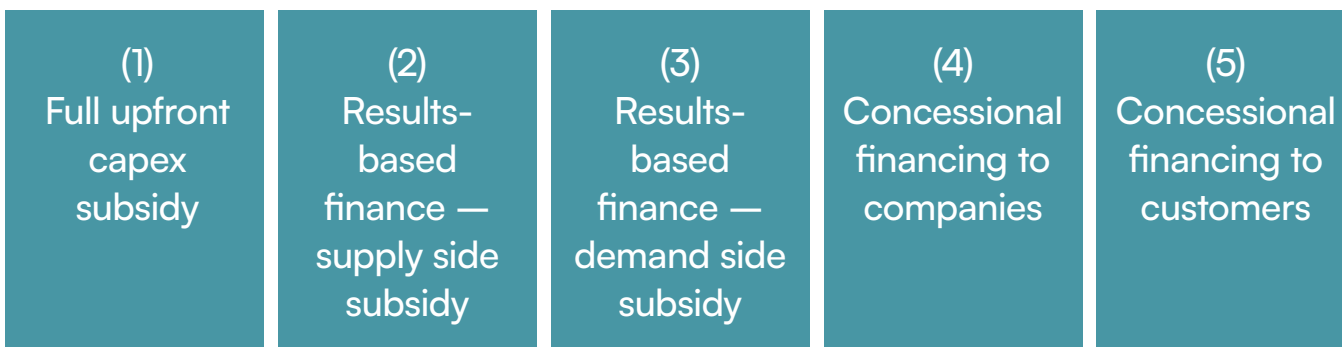 (1)
Full upfront
capex
subsidy
(2)
Results-
based
finance —
supply side
subsidy
(3)
Results-
based
finance —
demand side
subsidy
(4)
Concessional
financing to
companies
(5)
Concessional
financing to
customers